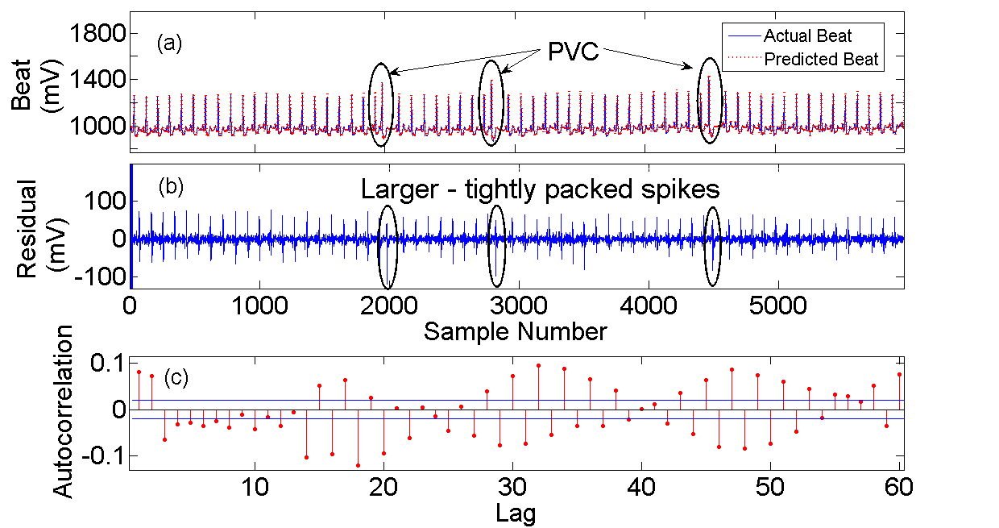 (a)
PVC
Actual Beat
Predicted Beat
1800
1400
1000
Beat
(mV)
(b)
Larger - tightly packed spikes
100
0
-100
Residual
(mV)
0 1000 2000 3000 4000 5000
Sample Number
(c)
0.1
0
-0.1
Autocorrelation
10 20 30 40 50 60
Lag